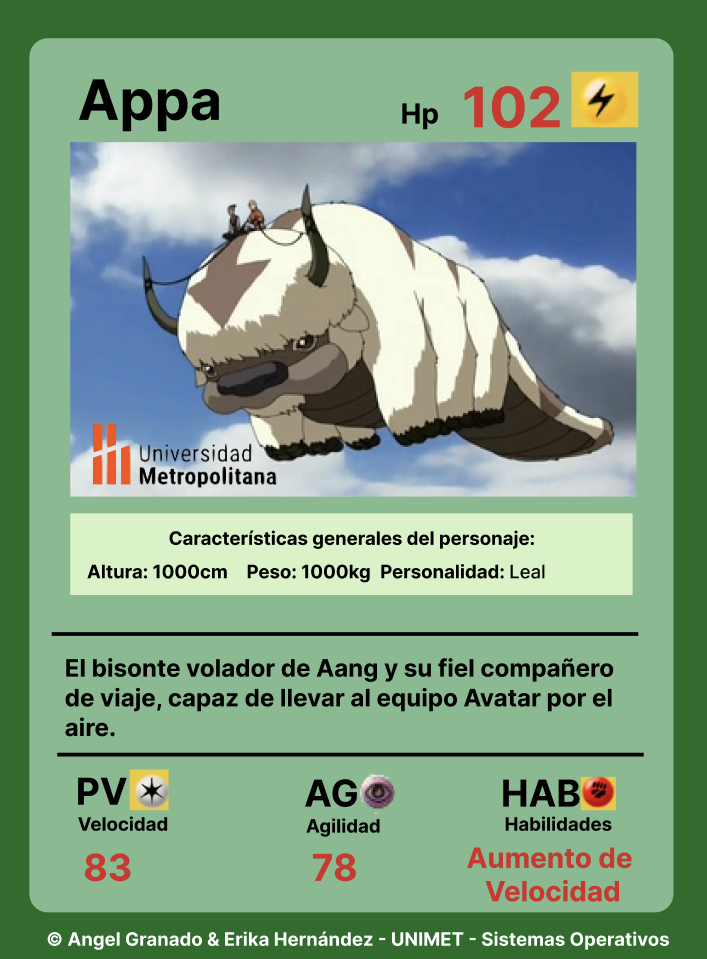 Appa
Hp 102
Universidad
Metropolitana
Características generales del personaje:
Altura: 1000cm Peso: 1000kg Personalidad: Leal
El bisonte volador de Aang y su fiel compañero
de viaje, capaz de llevar al equipo Avatar por el
aire.
PV AG HAB
Velocidad Agilidad Habilidades
83 78 Aumento de
Velocidad
© Angel Granado & Erika Hernández - UNIMET - Sistemas Operativos